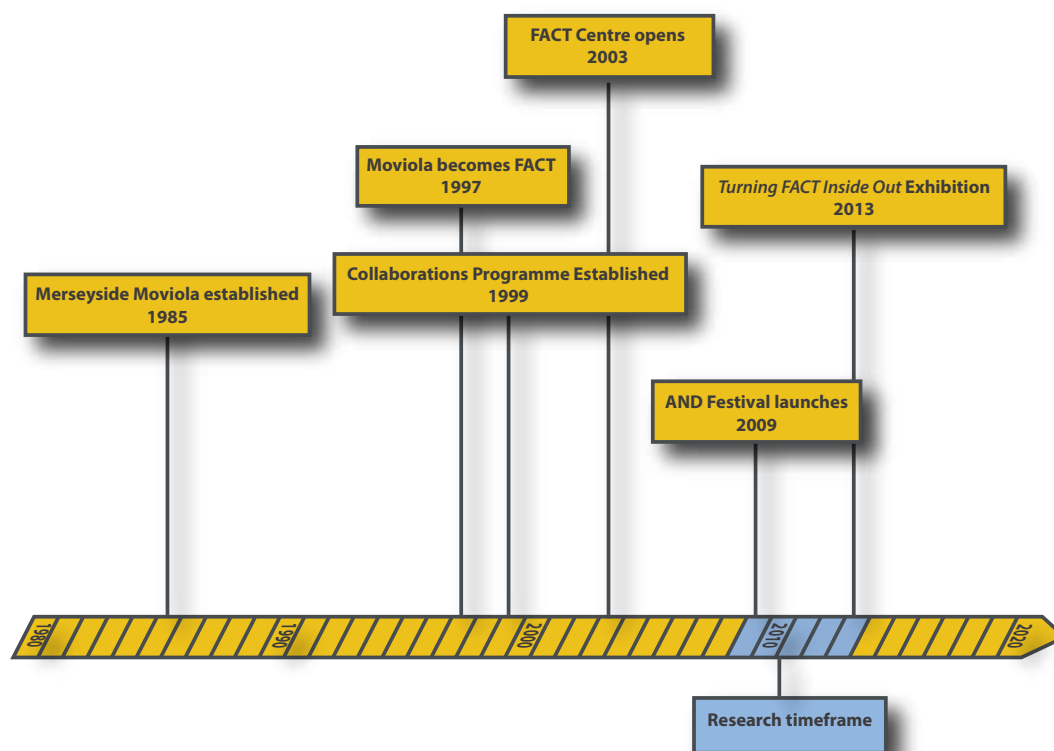 FACT Centre opens
2003
Moviola becomes FACT
1997
Turning FACT Inside Out Exhibition
2013
Collaborations Programme Established
1999
Merseyside Moviola established
1985
AND Festival launches
2009
1980
1990
2000
2010
2020
Research timeframe